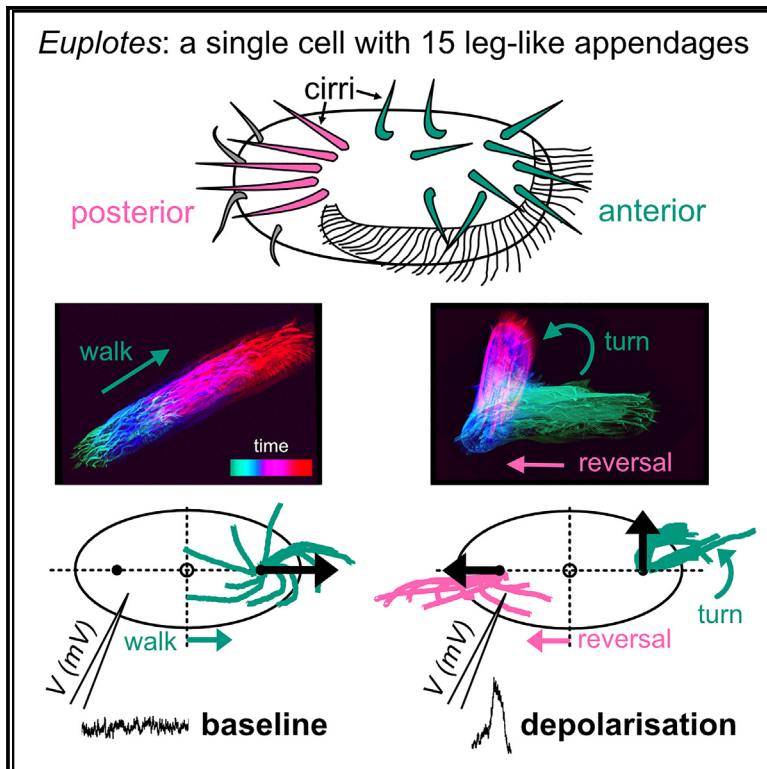 Euplotes: a single cell with 15 leg-like appendages
cirri
posterior
anterior
walk
time
turn
reversal
V (mV)
walk
baseline
V (mV)
reversal
turn
depolarisation